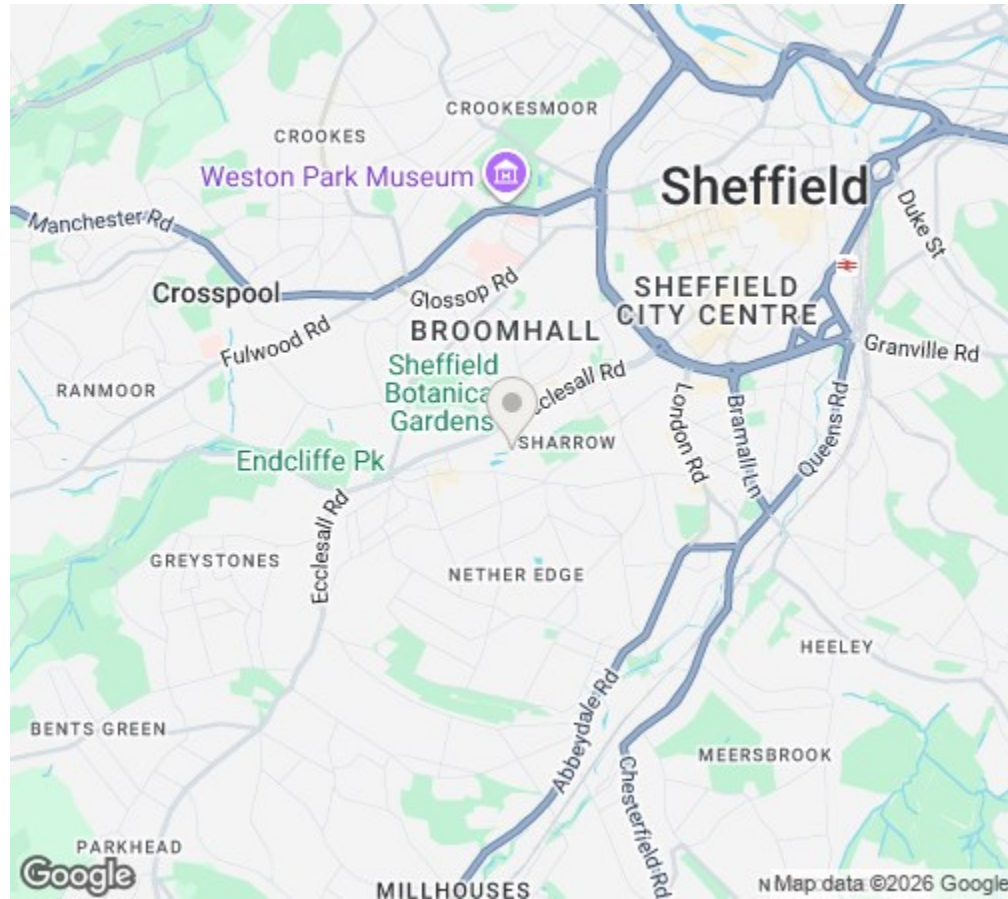 CROOKESMOOR
CROOKES
Weston Park Museum
Sheffield
Manchester Rd
Duke St
Crosspool
Glossop Rd
SHEFFIELD
CITY CENTRE
BROOMHALL
Fulwood Rd
Granville Rd
Sheffield
Botanica
Gardens
RANMOOR
cclesall Rd
London Rd
Bramall Ln
Queens Rd
SHARROW
Endcliffe Pk
Ecclesall Rd
GREYSTONES
NETHER EDGE
HEELEY
Abbeydale Rd
BENTS GREEN
MEERSBROOK
Chesterfield Rd
PARKHEAD
Google
MILLHOUSES
Map data ©2026 Google